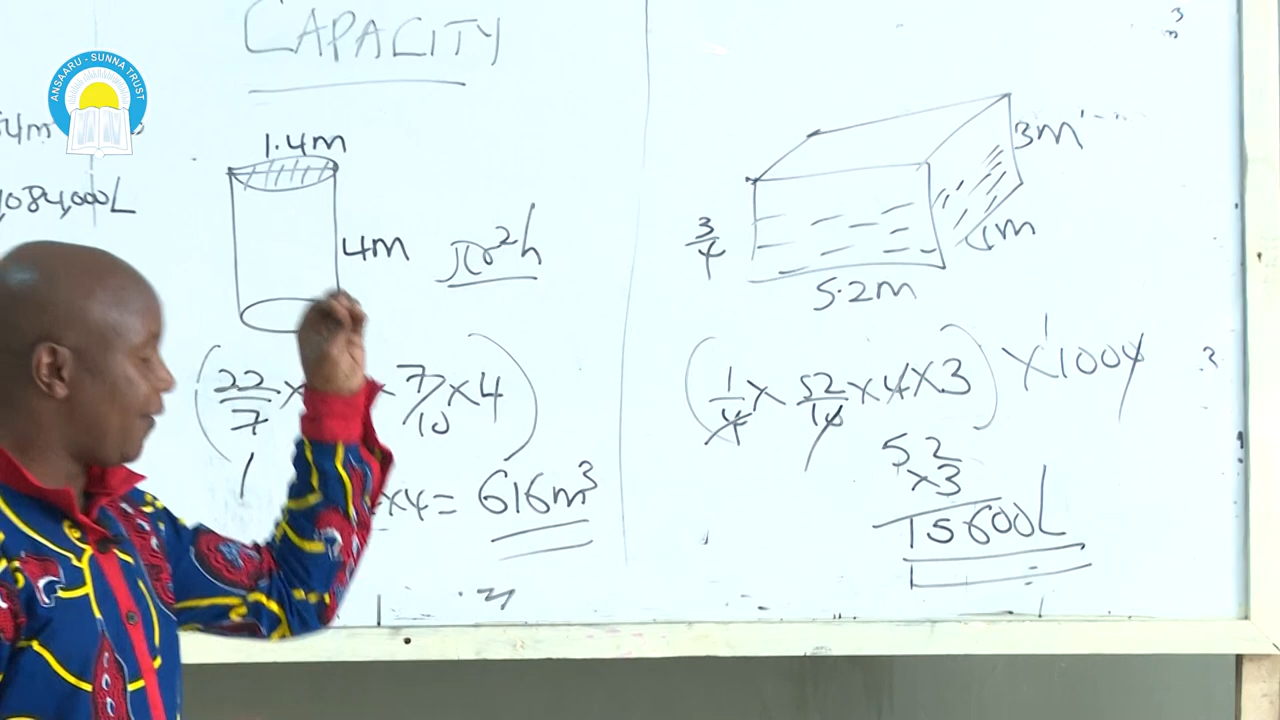 CAPACITY
ANSAARU - SUNNA TRUST
084,000L
1.4m
4m
πr²h
(22/7 × × 7/10 × 4)
1
×4 = 616m³
3m
3/4
4m
5.2m
(1/4 × 52/10 × 4 × 3) × 1000
52
×3
15600L